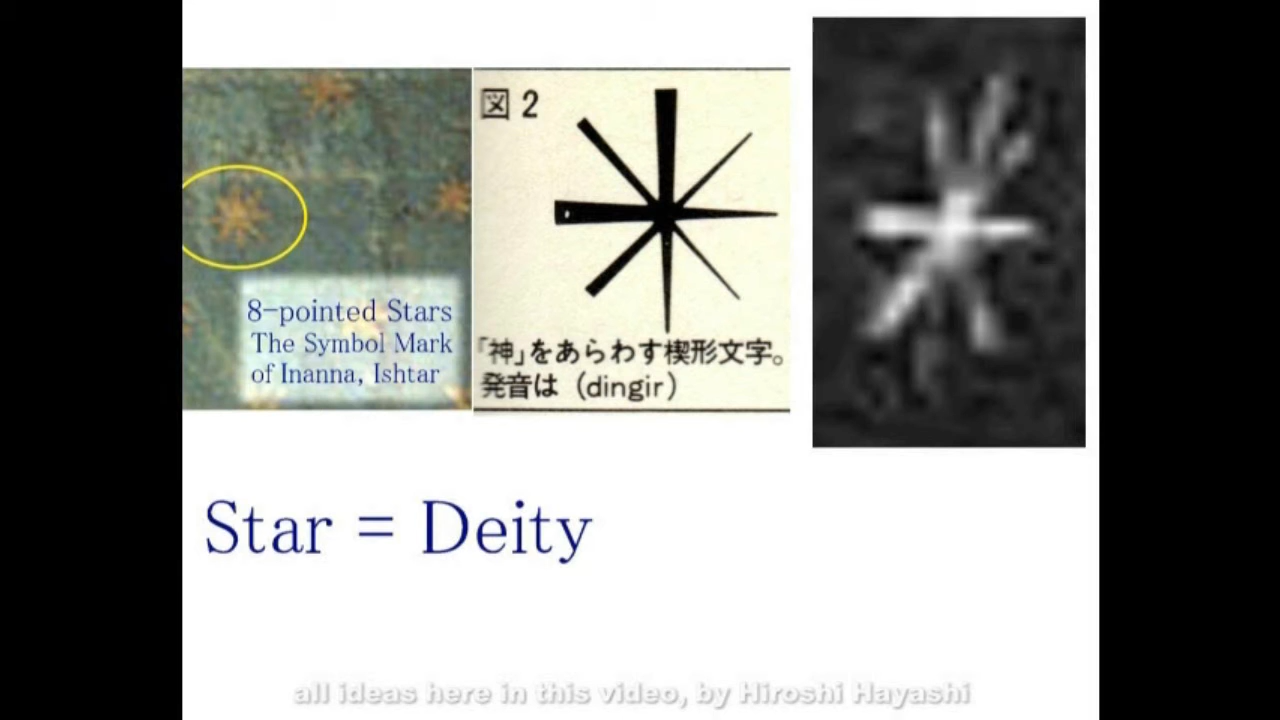 8-pointed Stars
The Symbol Mark
of Inanna, Ishtar
図 2
「神」をあらわす楔形文字。
発音は（dingir）
Star = Deity
all ideas here in this video, by Hiroshi Hayashi